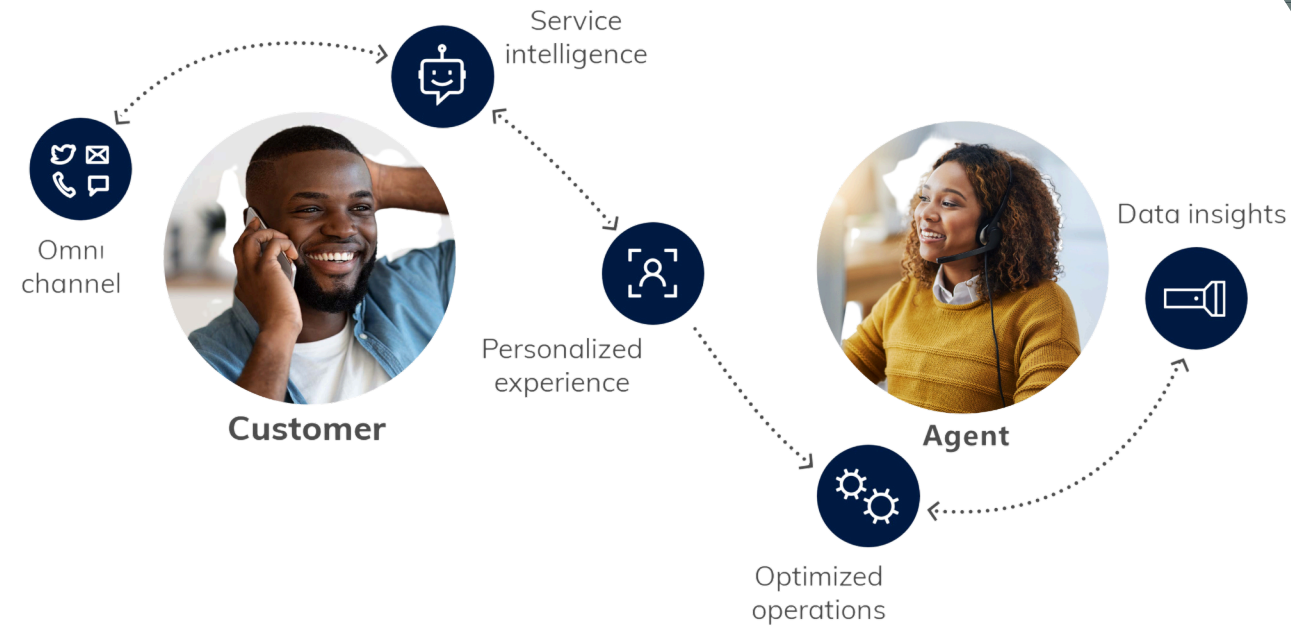 Service
intelligence
Omni
channel
Customer
Personalized
experience
Data insights
Agent
Optimized
operations